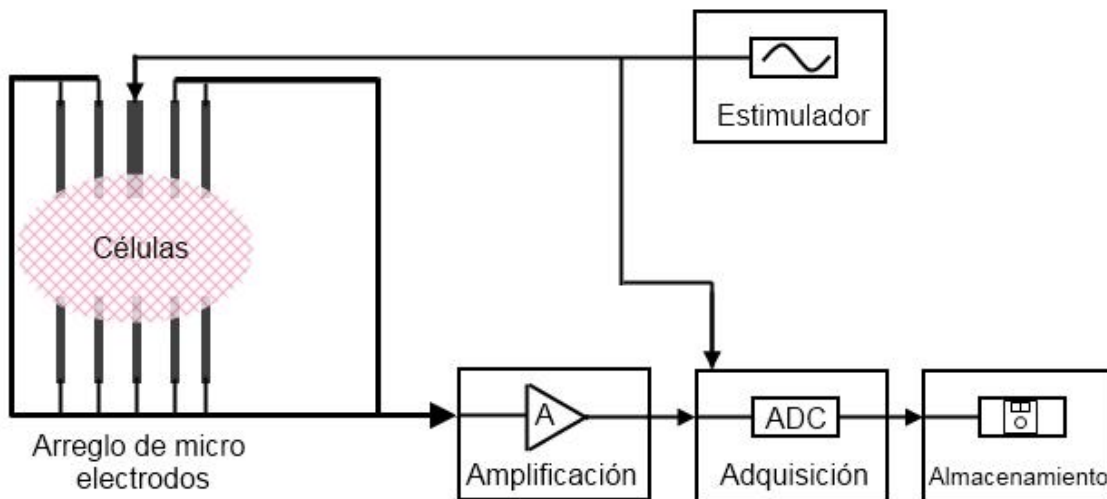 Estimulador
Células
A
ADC
Arreglo de micro
electrodos
Amplificación
Adquisición
Almacenamiento